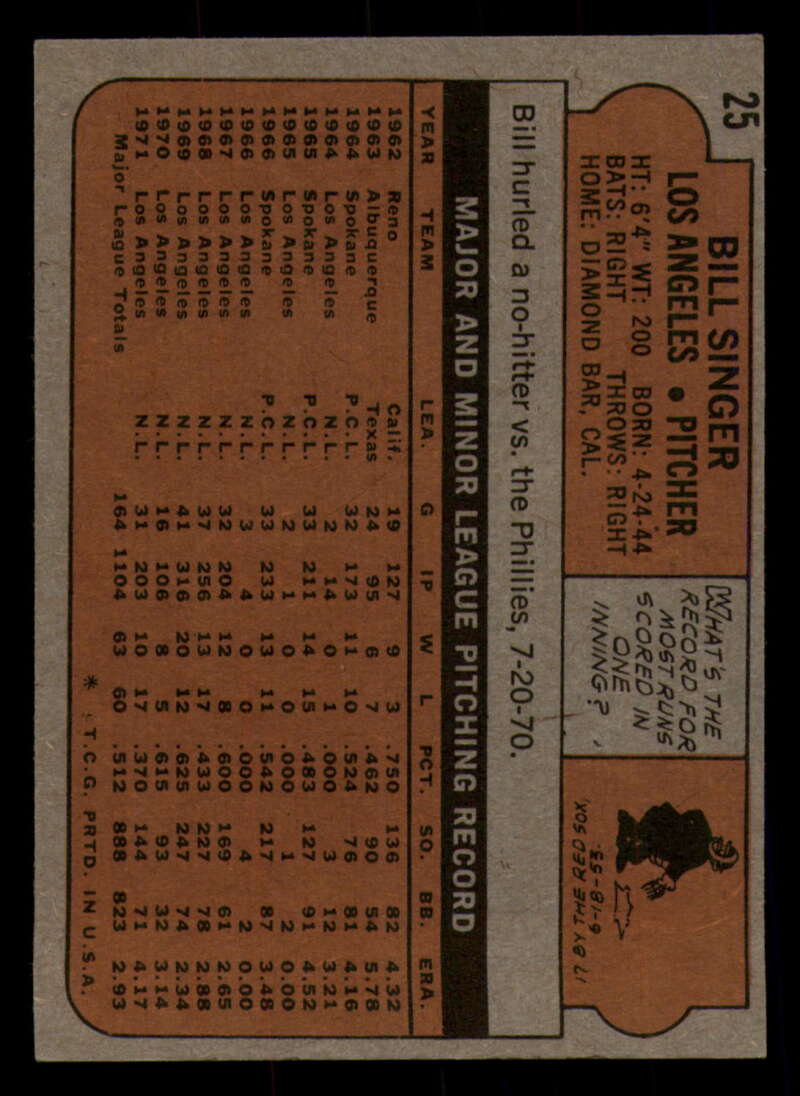 25
BILL SINGER
LOS ANGELES • PITCHER
HT: 6'4" WT: 200 BORN: 4-24-44
BATS: RIGHT THROWS: RIGHT
HOME: DIAMOND BAR, CAL.
WHAT'S THE
RECORD FOR
MOST RUNS
SCORED IN
ONE
INNING?
17 BY THE RED SOX,
6-18-53.
Bill hurled a no-hitter vs. the Phillies, 7-20-70.
MAJOR AND MINOR LEAGUE PITCHING RECORD
YEAR TEAM LEA. G IP W L PCT. SO. BB. ERA.
1962 Reno Calif. 19 127 9 3 .750 136 82 4.32
1963 Albuquerque Texas 24 95 6 7 .462 90 54 5.78
1964 Spokane P.C.L. 32 173 11 10 .524 76 81 4.16
1964 Los Angeles N.L. 2 14 0 1 .000 3 12 3.21
1965 Spokane P.C.L. 33 211 14 15 .483 127 91 4.52
1965 Los Angeles N.L. 2 1 0 0 .000 1 2 0.00
1966 Spokane P.C.L. 33 233 13 11 .542 217 87 3.48
1966 Los Angeles N.L. 3 4 0 0 .000 4 2 0.00
1967 Los Angeles N.L. 32 204 12 8 .600 169 61 2.65
1968 Los Angeles N.L. 37 256 13 17 .433 227 78 2.88
1969 Los Angeles N.L. 41 316 20 12 .625 247 74 2.34
1970 Los Angeles N.L. 16 106 8 5 .615 93 32 3.14
1971 Los Angeles N.L. 31 203 10 17 .370 144 71 4.17
Major League Totals 164 1104 63 60 .512 888 823 2.93
* T.C.G. PRTD. IN U.S.A.